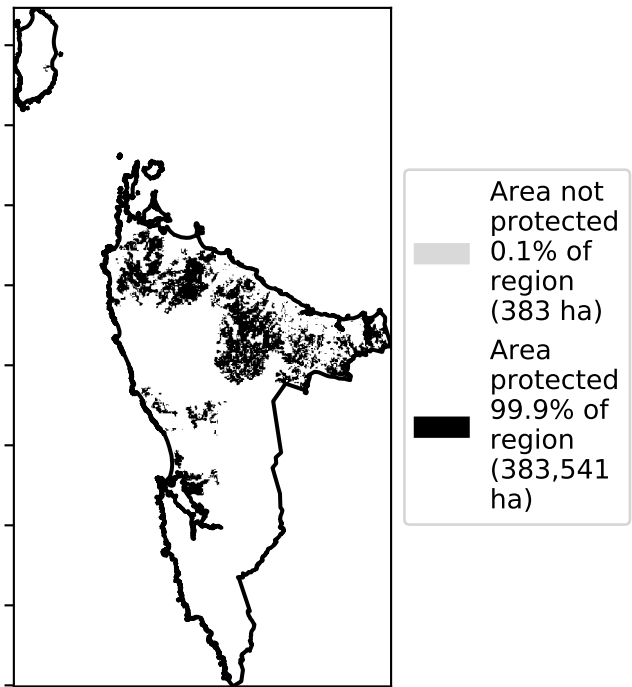 Area not
protected
0.1% of
region
(383 ha)
Area
protected
99.9% of
region
(383,541
ha)